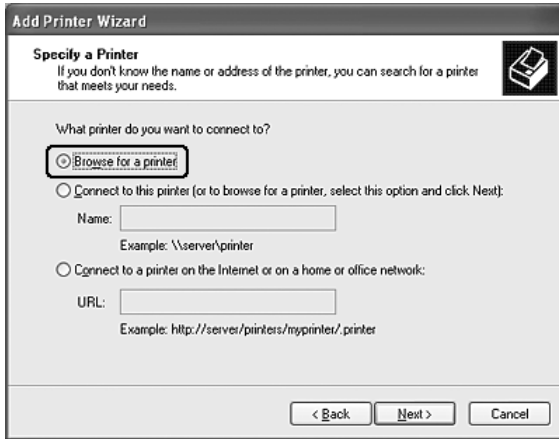 Add Printer Wizard
Specify a Printer
If you don't know the name or address of the printer, you can search for a printer
that meets your needs.
What printer do you want to connect to?
Browse for a printer
Connect to this printer (or to browse for a printer, select this option and click Next):
Name:
Example: \\server\printer
Connect to a printer on the Internet or on a home or office network:
URL:
Example: http://server/printers/myprinter/.printer
< Back Next > Cancel